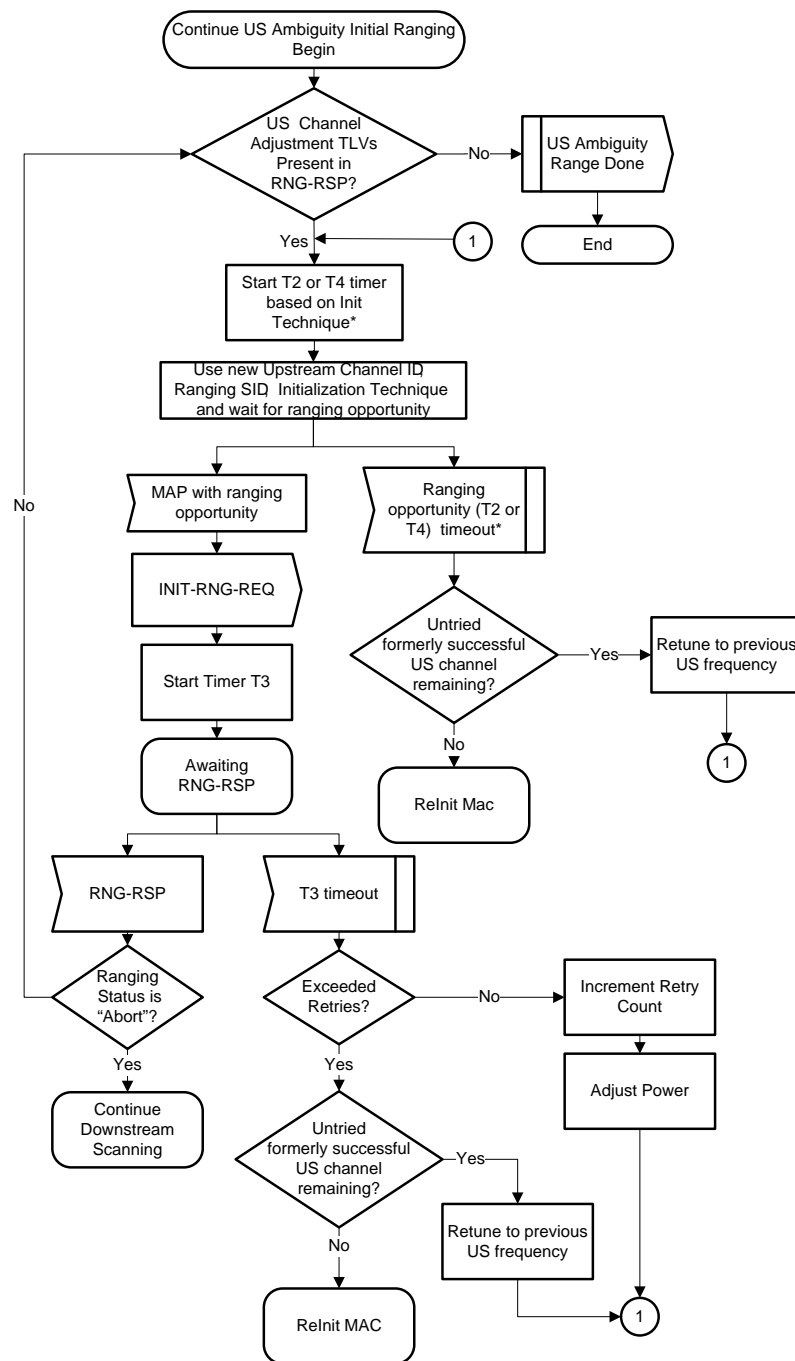 Continue US Ambiguity Initial Ranging
Begin
US Channel
Adjustment TLVs
Present in
RNG-RSP?
No
US Ambiguity
Range Done
End
Yes
1
Start T2 or T4 timer
based on Init
Technique*
Use new Upstream Channel ID,
Ranging SID, Initialization Technique
and wait for ranging opportunity
No
MAP with ranging
opportunity
Ranging
opportunity (T2 or
T4) timeout*
INIT-RNG-REQ
Untried
formerly successful
US channel
remaining?
Yes
Retune to previous
US frequency
Start Timer T3
No
1
Awaiting
RNG-RSP
ReInit Mac
RNG-RSP
T3 timeout
Ranging
Status is
“Abort”?
Exceeded
Retries?
No
Increment Retry
Count
Yes
Yes
Adjust Power
Continue
Downstream
Scanning
Untried
formerly successful
US channel
remaining?
Yes
Retune to previous
US frequency
No
1
ReInit MAC